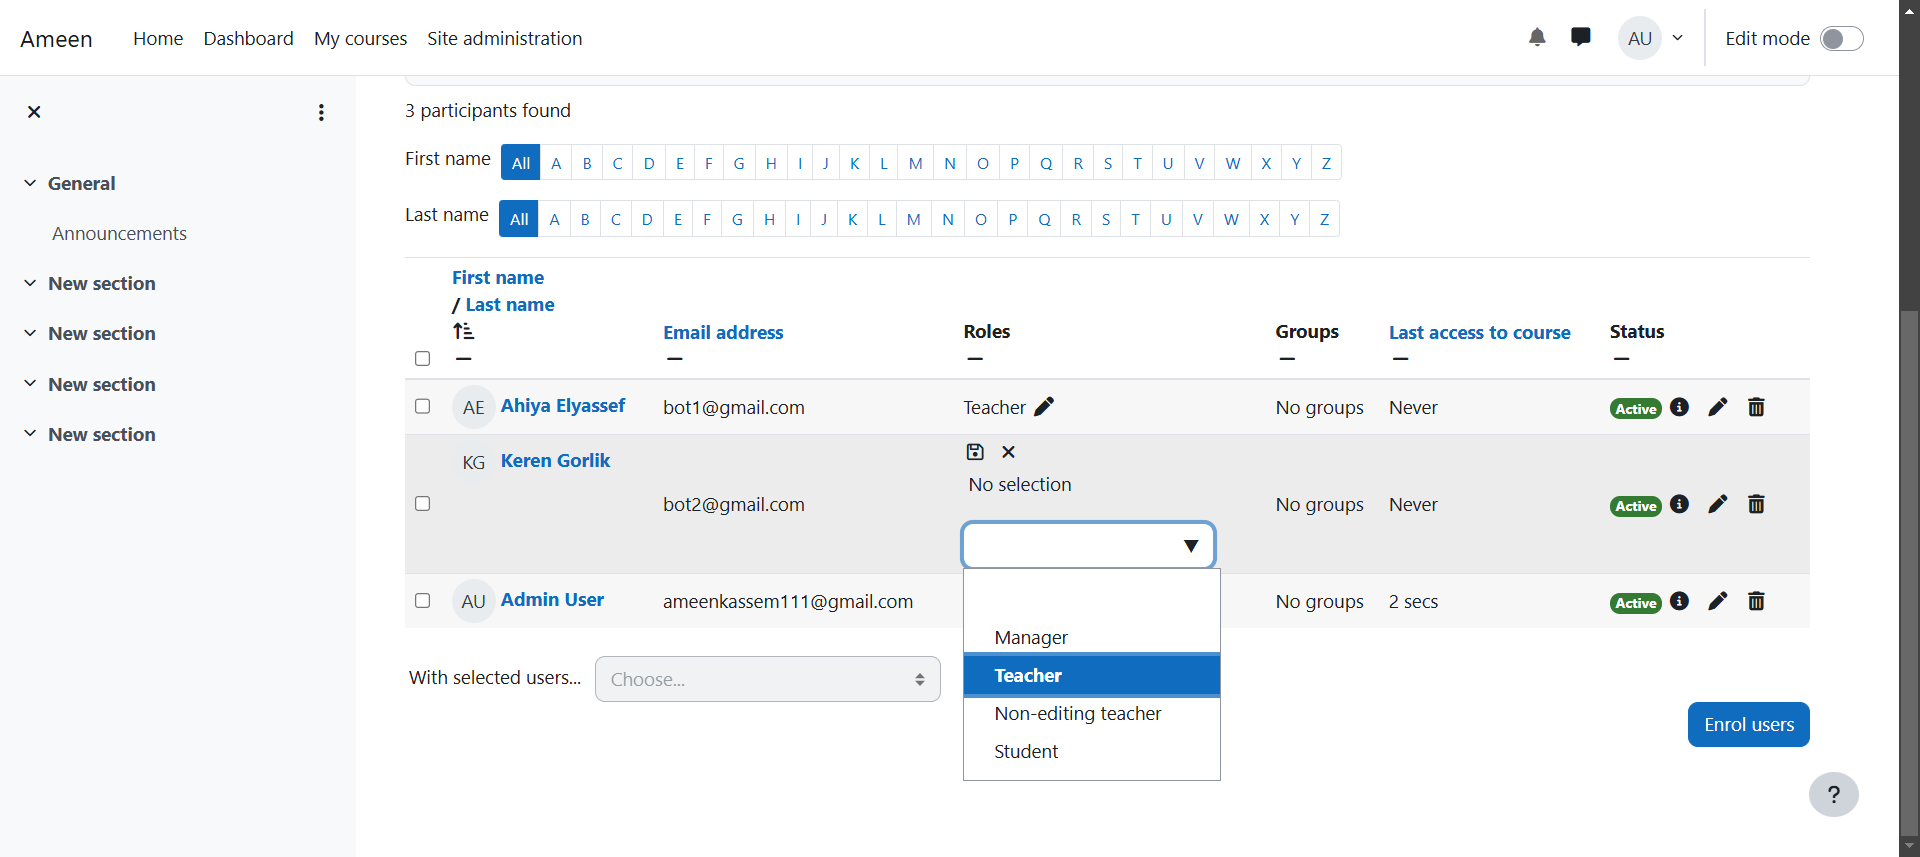 Ameen Home Dashboard My courses Site administration AU Edit mode
General
Announcements
New section
New section
New section
New section
3 participants found
First name All A B C D E F G H I J K L M N O P Q R S T U V W X Y Z
Last name All A B C D E F G H I J K L M N O P Q R S T U V W X Y Z
First name
/ Last name
Email address Roles Groups Last access to course Status
AE Ahiya Elyassef bot1@gmail.com Teacher No groups Never Active
KG Keren Gorlik
No selection
bot2@gmail.com No groups Never Active
AU Admin User ameenkassem111@gmail.com No groups 2 secs Active
Manager
Teacher
Non-editing teacher
Student
With selected users... Choose...
Enrol users
?